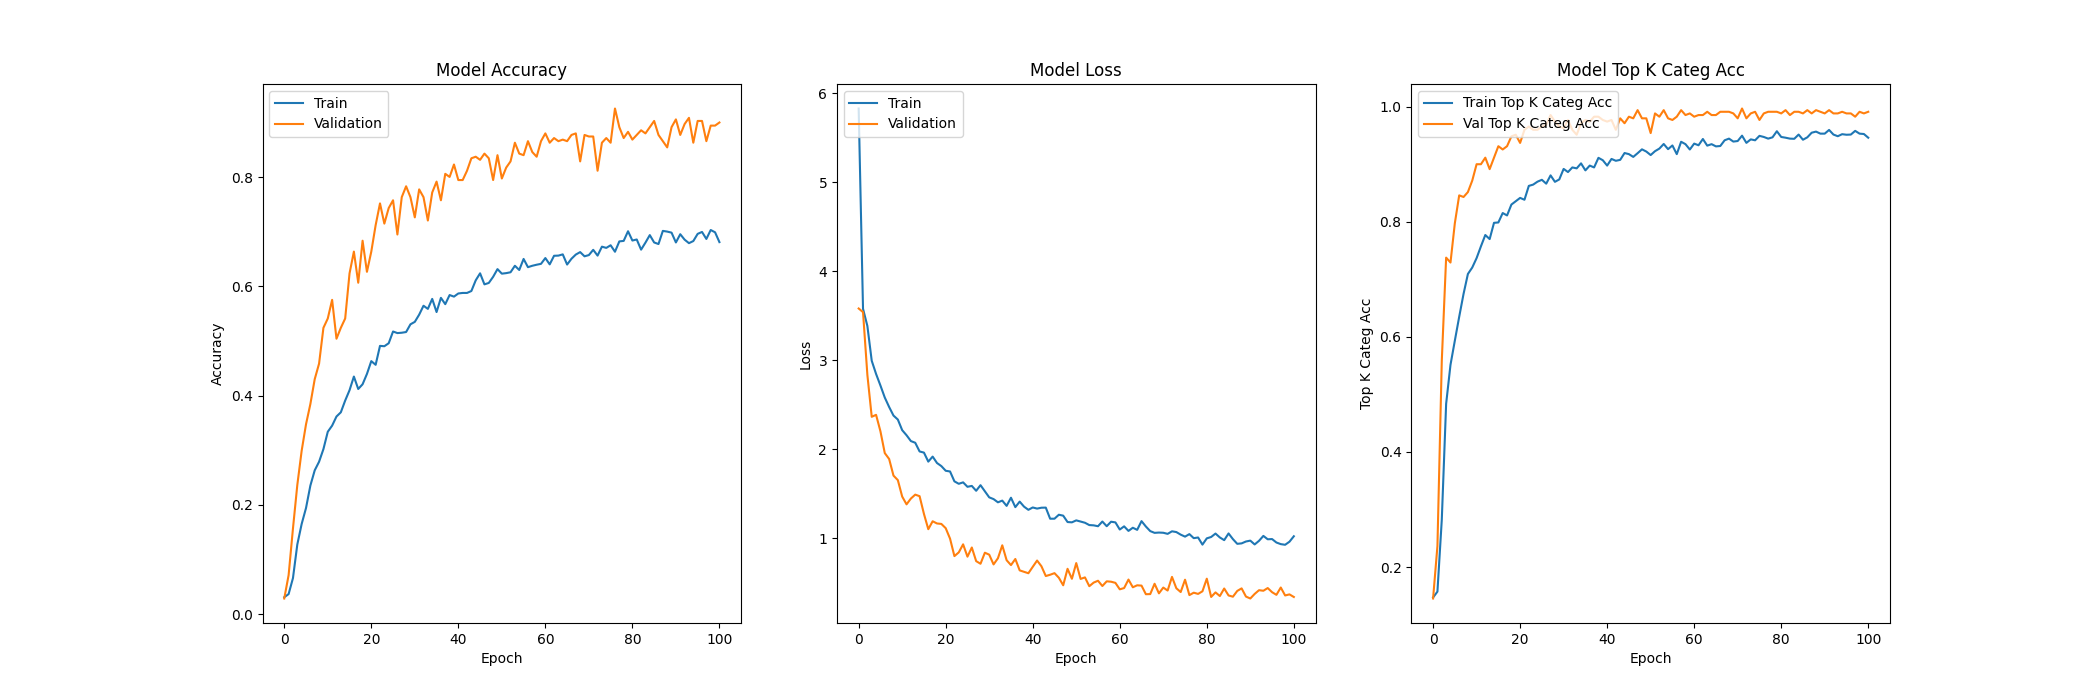 Model Accuracy
Train
Validation
0.8
0.6
0.4
0.2
0.0
Accuracy
0 20 40 60 80 100
Epoch
Model Loss
Train
Validation
6
5
4
3
2
1
Loss
0 20 40 60 80 100
Epoch
Model Top K Categ Acc
Train Top K Categ Acc
Val Top K Categ Acc
1.0
0.8
0.6
0.4
0.2
Top K Categ Acc
0 20 40 60 80 100
Epoch